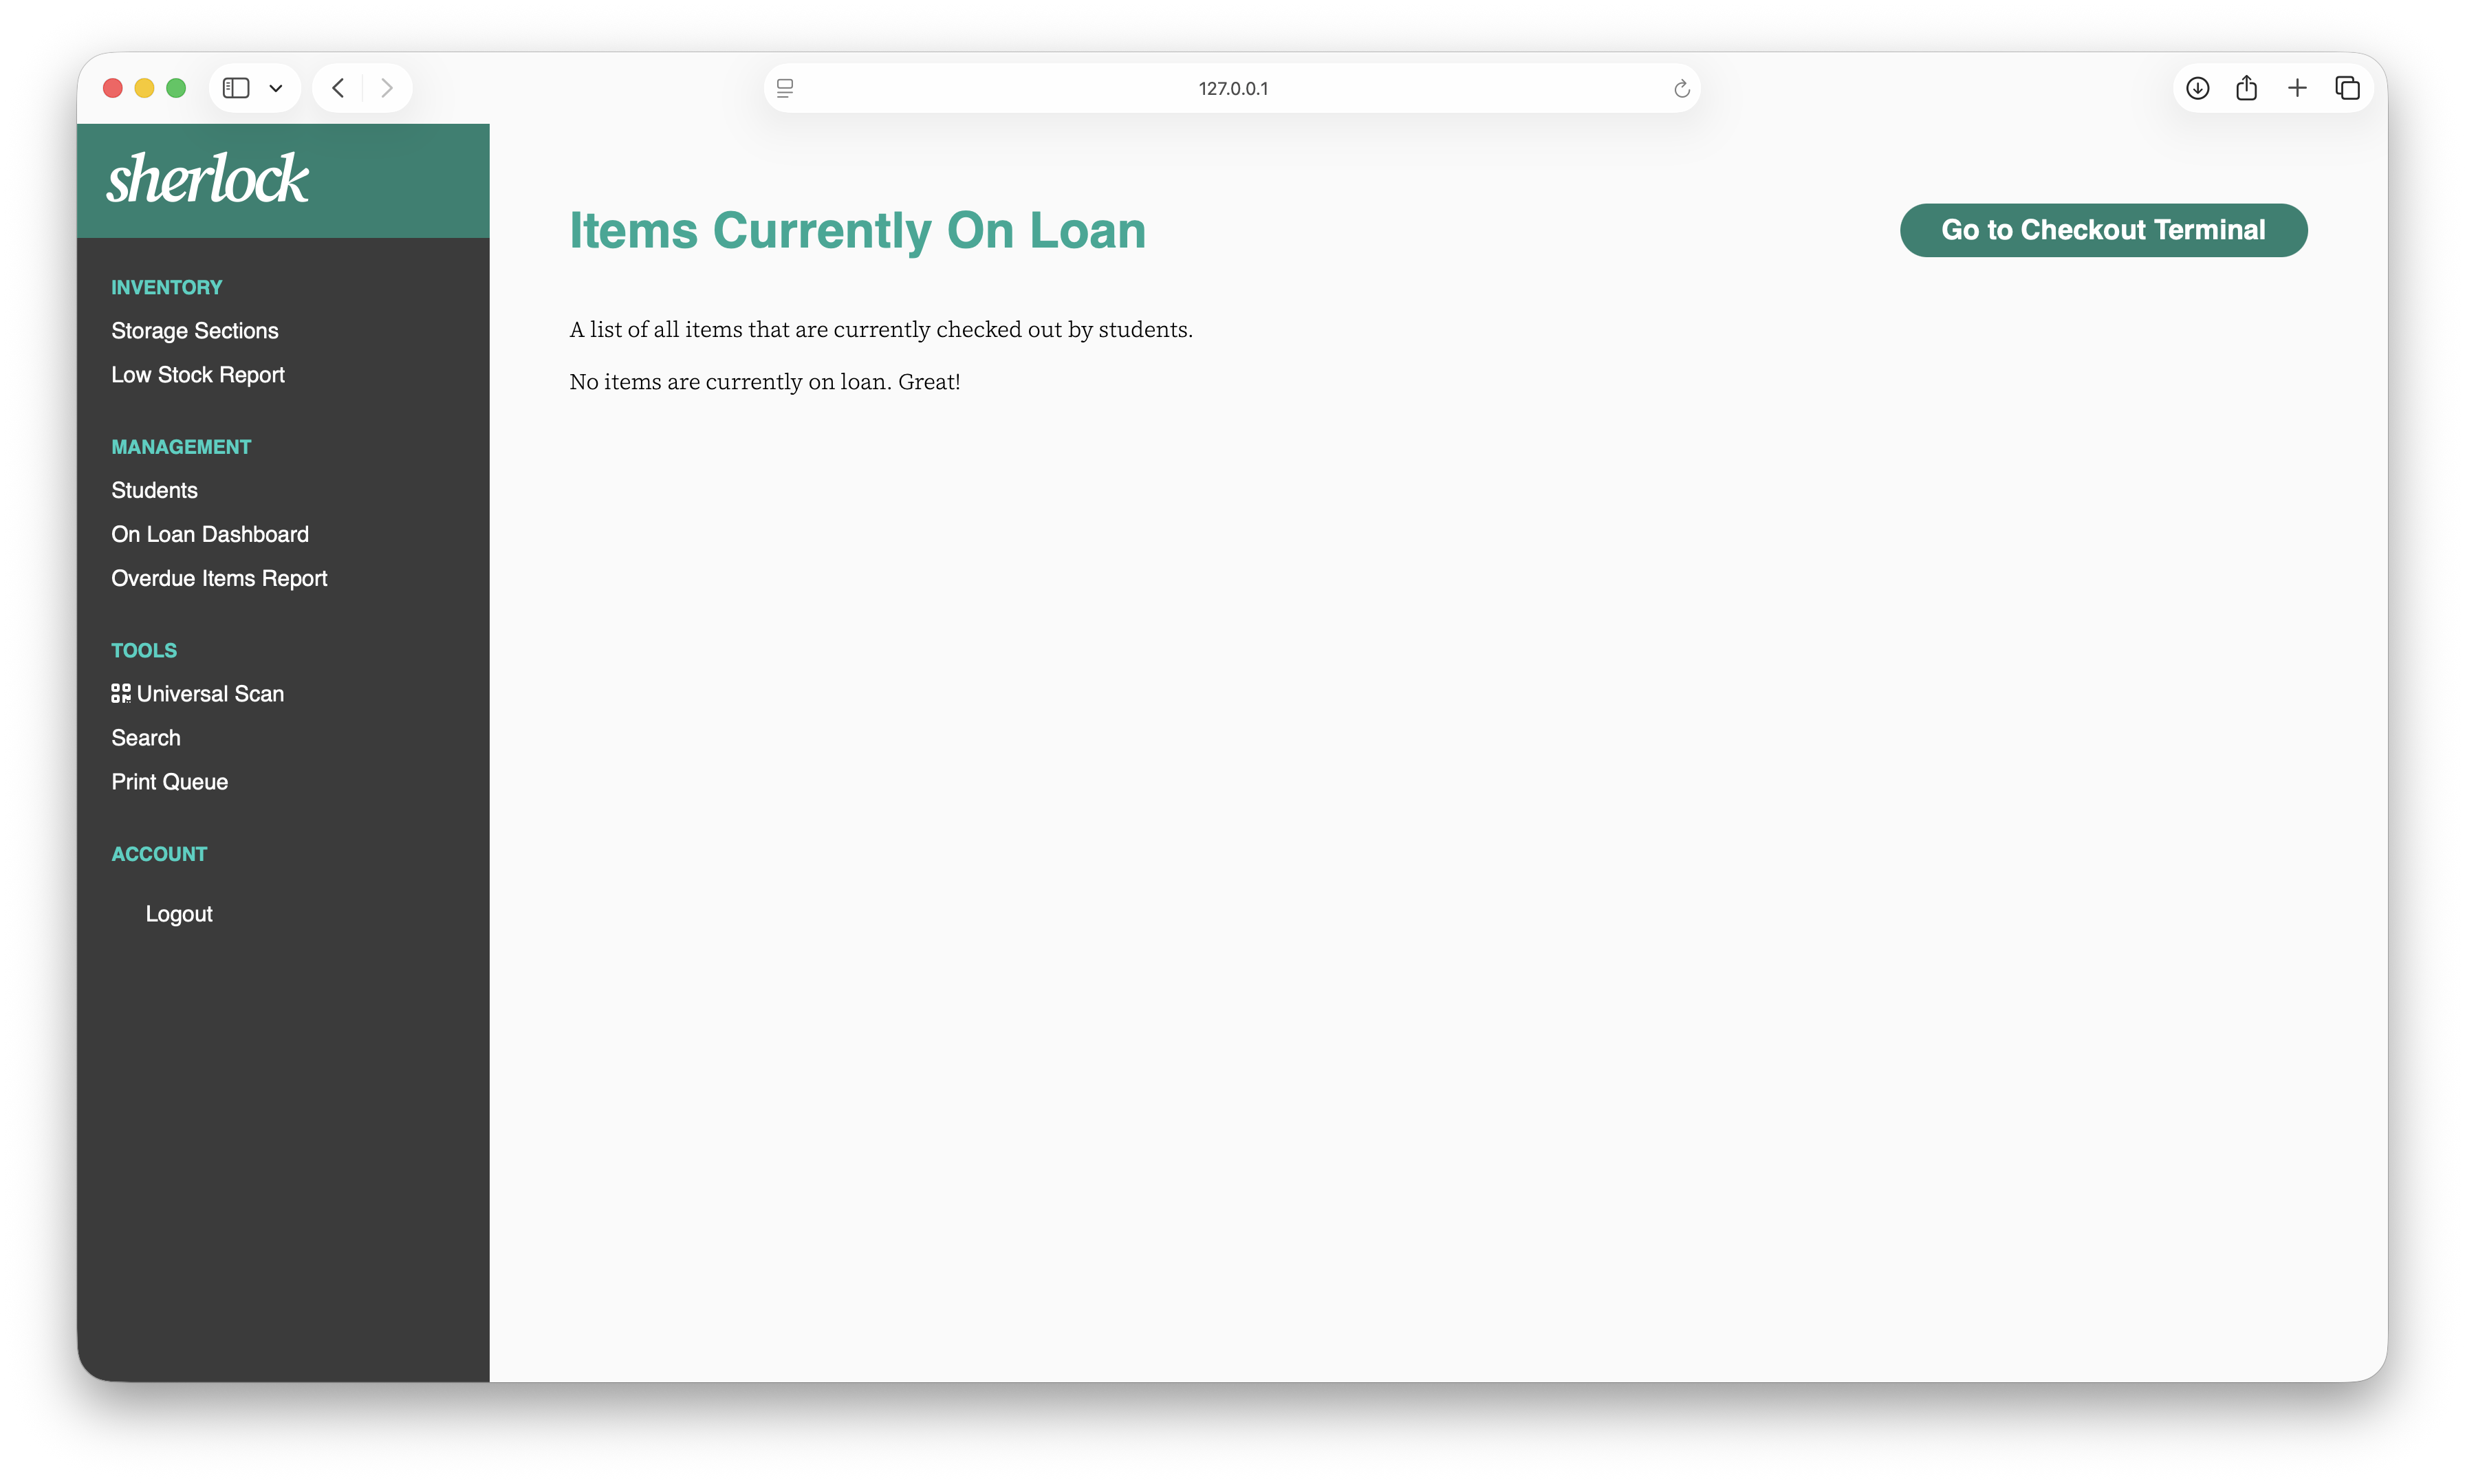 127.0.0.1
sherlock
INVENTORY
Storage Sections
Low Stock Report
MANAGEMENT
Students
On Loan Dashboard
Overdue Items Report
TOOLS
Universal Scan
Search
Print Queue
ACCOUNT
Logout
Items Currently On Loan
Go to Checkout Terminal
A list of all items that are currently checked out by students.
No items are currently on loan. Great!